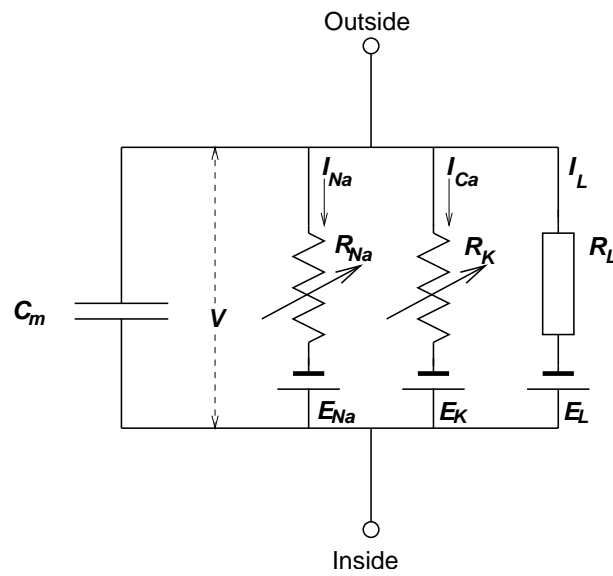 Outside
I_Na I_Ca I_L
R_Na R_K R_L
C_m V
E_Na E_K E_L
Inside